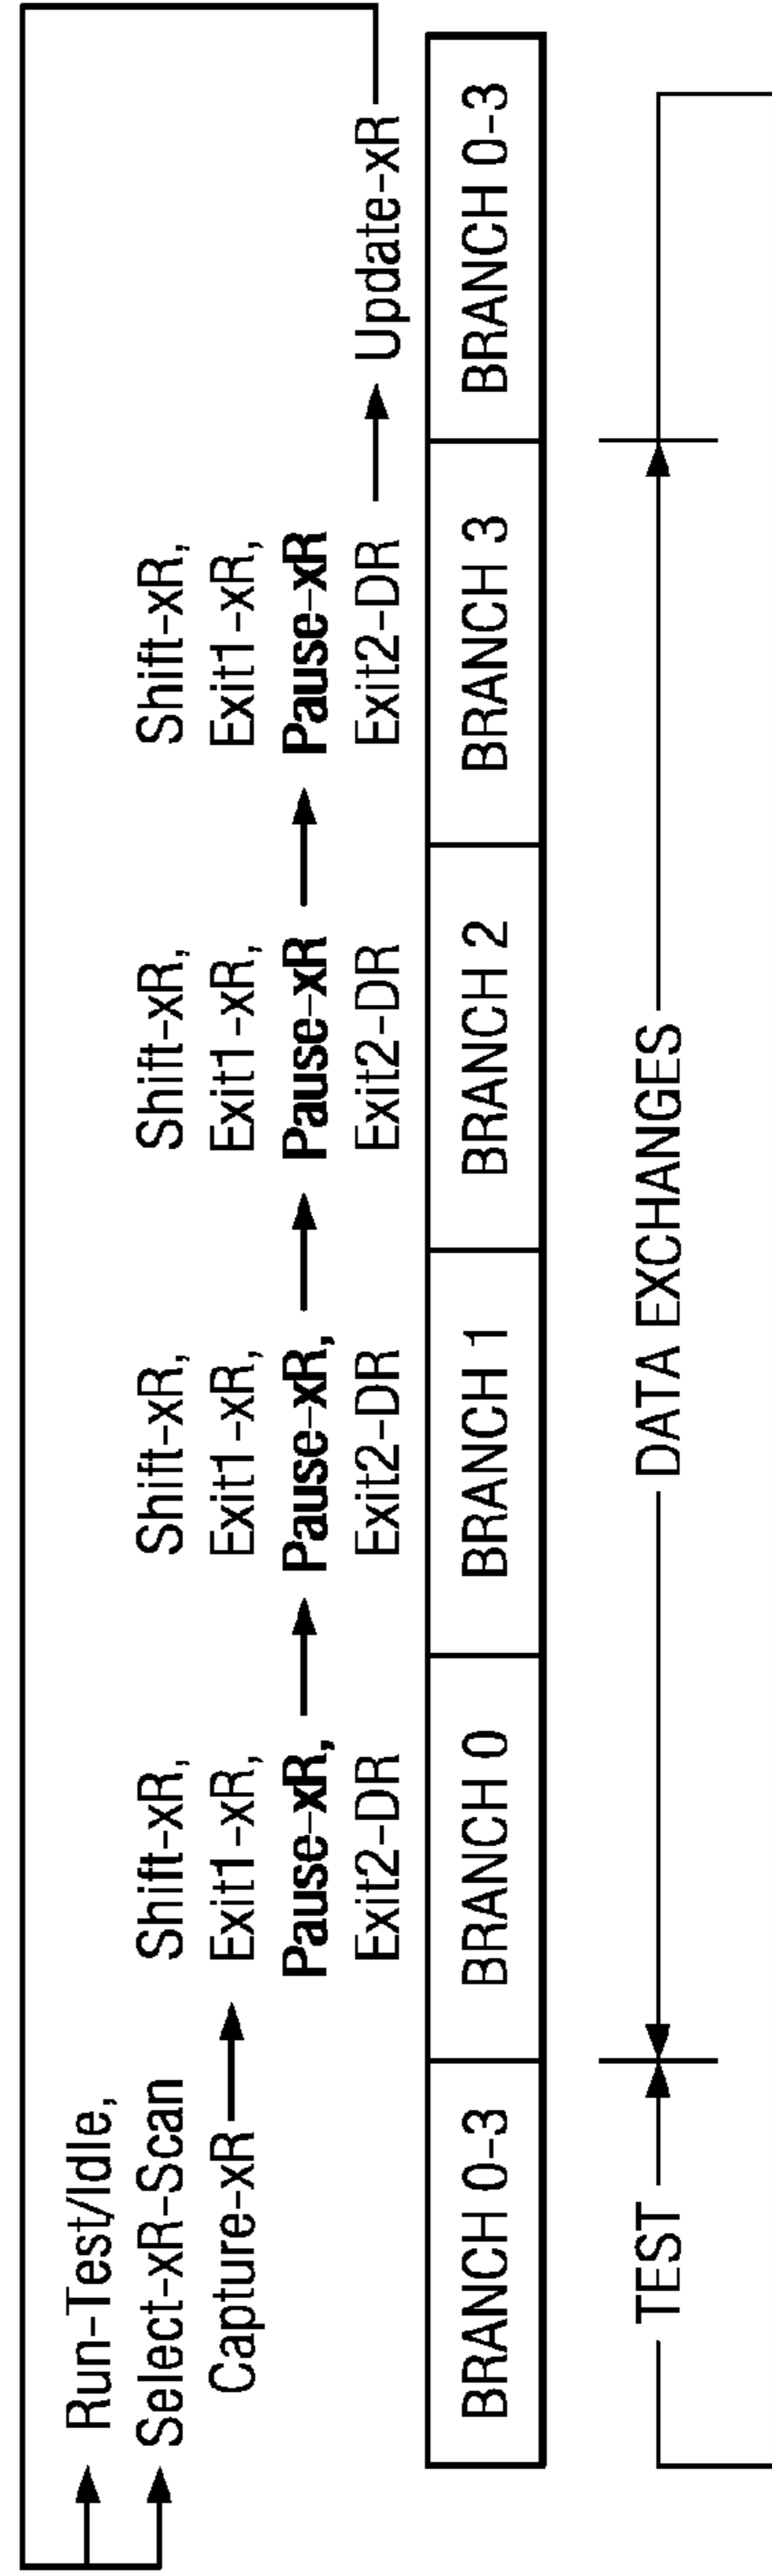 Run-Test/Idle,
Select-xR-Scan
Capture-xR
Shift-xR,
Exit1-xR,
Pause-xR,
Exit2-DR
Shift-xR,
Exit1-xR,
Pause-xR,
Exit2-DR
Shift-xR,
Exit1-xR,
Pause-xR
Exit2-DR
Shift-xR,
Exit1-xR,
Pause-xR
Exit2-DR
Update-xR
BRANCH 0-3
BRANCH 0
BRANCH 1
BRANCH 2
BRANCH 3
BRANCH 0-3
TEST
DATA EXCHANGES